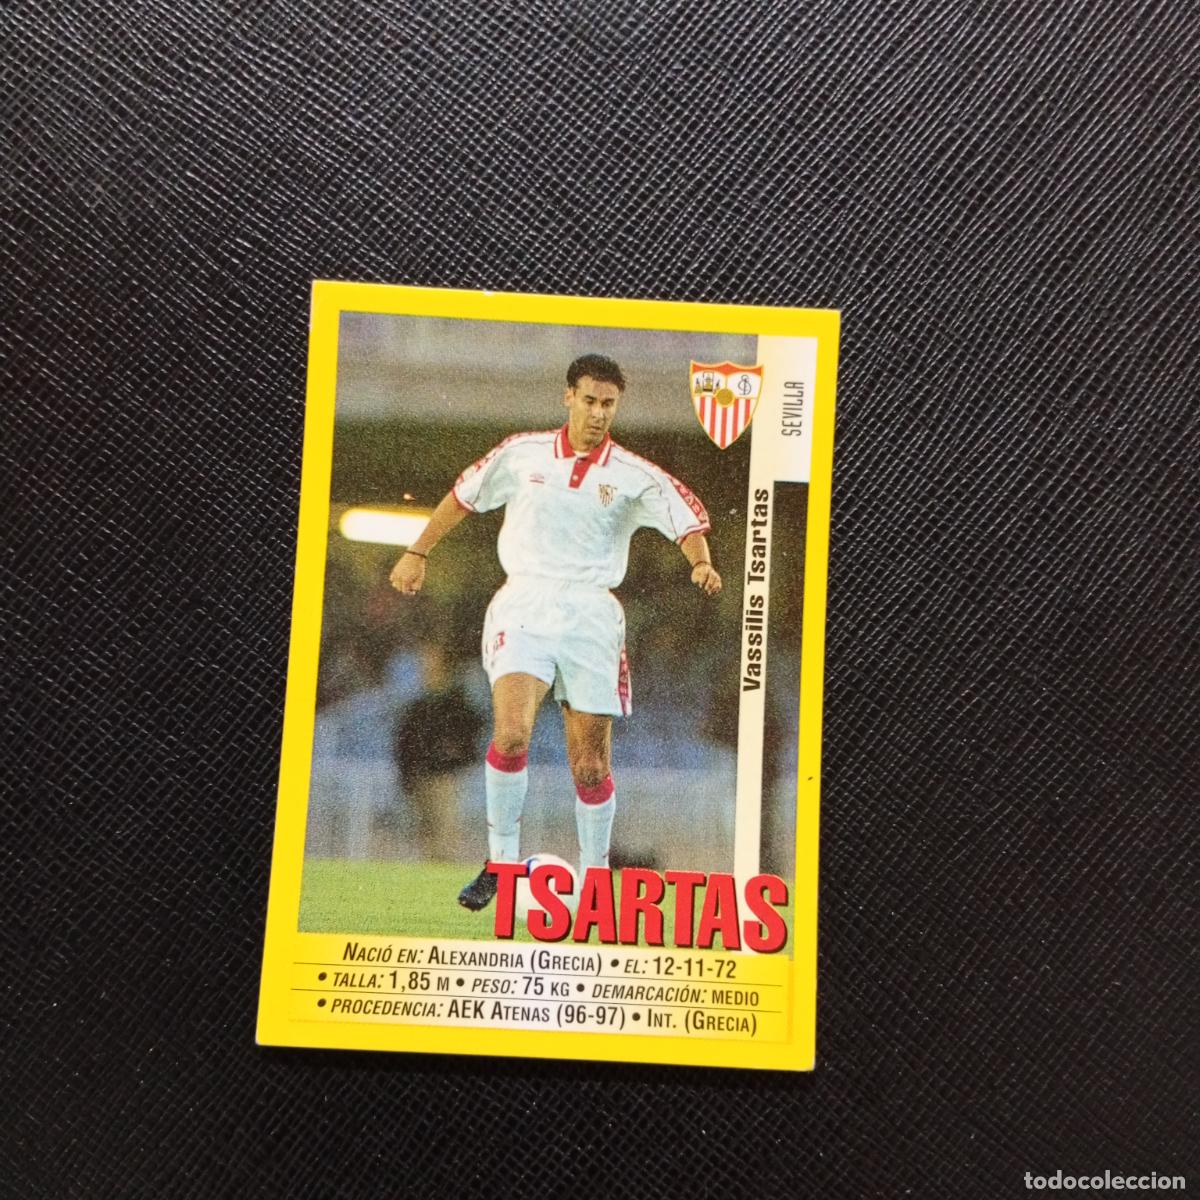 SEVILLA
Vassilis Tsartas
TSARTAS
NACIÓ EN: ALEXANDRIA (GRECIA) • EL: 12-11-72
• TALLA: 1,85 M • PESO: 75 KG • DEMARCACIÓN: MEDIO
• PROCEDENCIA: AEK ATENAS (96-97) • INT. (GRECIA)
todocoleccion